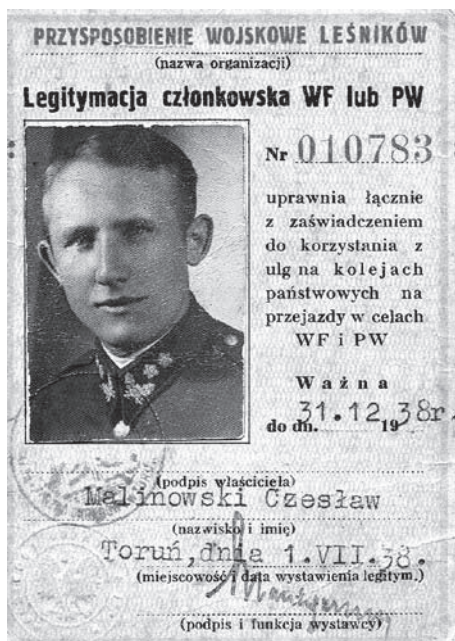 PRZYSPOSOBIENIE WOJSKOWE LEŚNIKÓW
(nazwa organizacji)
Legitymacja członkowska WF lub PW
Nr 010783
uprawnia łącznie
z zaświadczeniem
do korzystania z
ulg na kolejach
państwowych na
przejazdy w celach
WF i PW
Ważna
do dn. 31.12.1938r.
(podpis właściciela)
Malinowski Czesław
(nazwisko i imię)
Toruń, dnia 1.VII.38.
(miejscowość i data wystawienia legitym.)
(podpis i funkcja wystawcy)